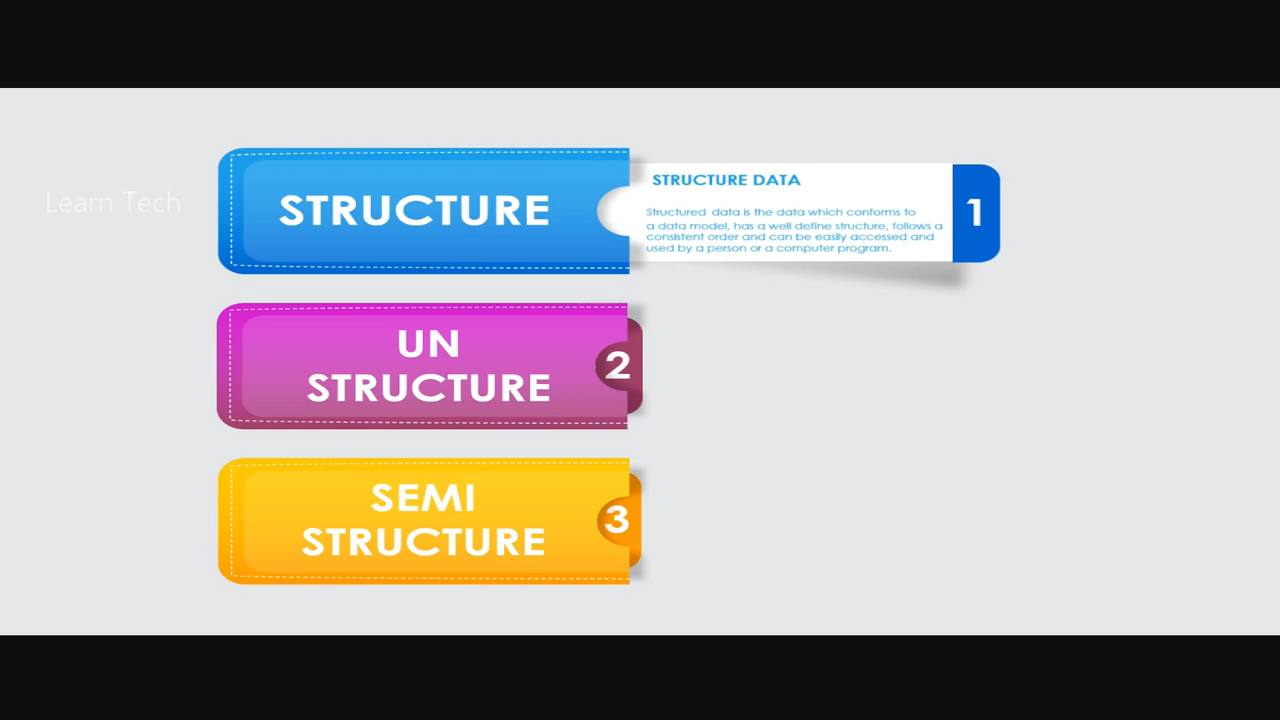 Learn Tech
STRUCTURE
STRUCTURE DATA
Structured data is the data which conforms to
a data model, has a well define structure, follows a
consistent order and can be easily accessed and
used by a person or a computer program.
1
UN
STRUCTURE
2
SEMI
STRUCTURE
3